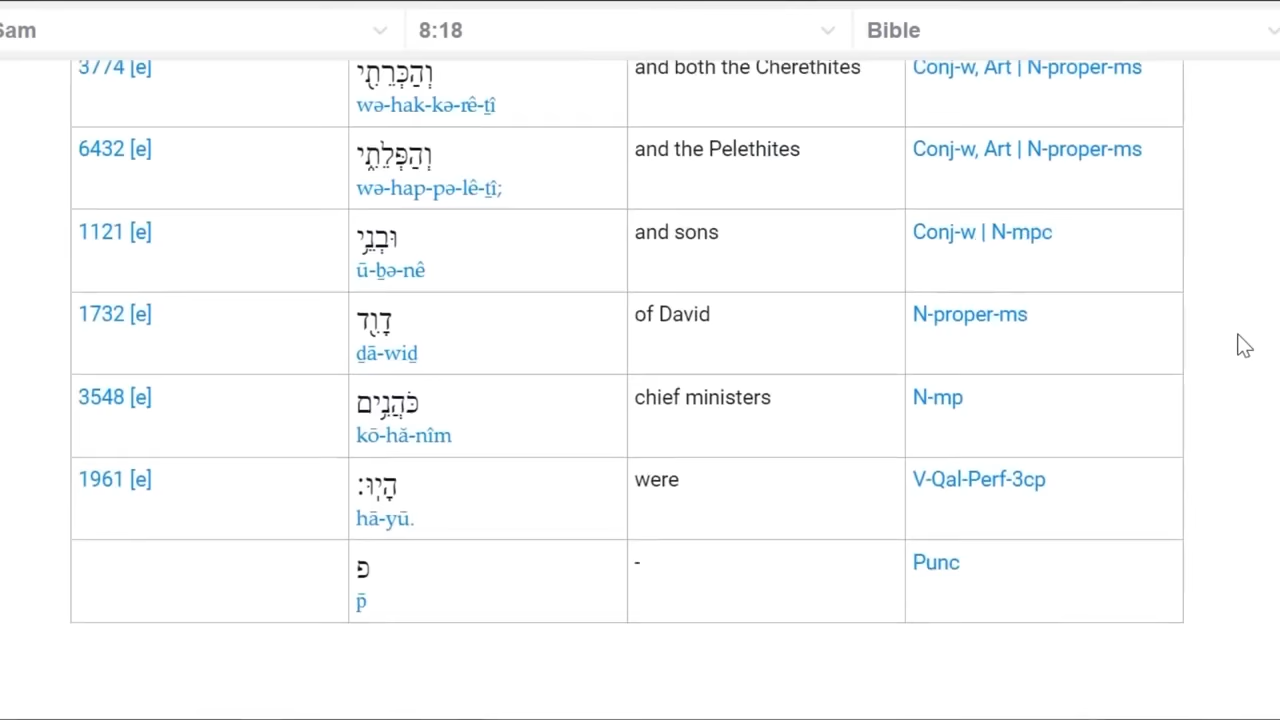 Sam 8:18 Bible
3774 [e] וְהַכְּרֵתִ֖י and both the Cherethites Conj-w, Art | N-proper-ms
wə-hak-kə-rê-ṯî
6432 [e] וְהַפְּלֵתִ֑י and the Pelethites Conj-w, Art | N-proper-ms
wə-hap-pə-lê-ṯî;
1121 [e] וּבְנֵ֥י and sons Conj-w | N-mpc
ū-ḇə-nê
1732 [e] דָוִ֖ד of David N-proper-ms
ḏā-wiḏ
3548 [e] כֹּהֲנִ֥ים chief ministers N-mp
kō-hă-nîm
1961 [e] הָיֽוּ׃ were V-Qal-Perf-3cp
hā-yū.
פ - Punc
p̄